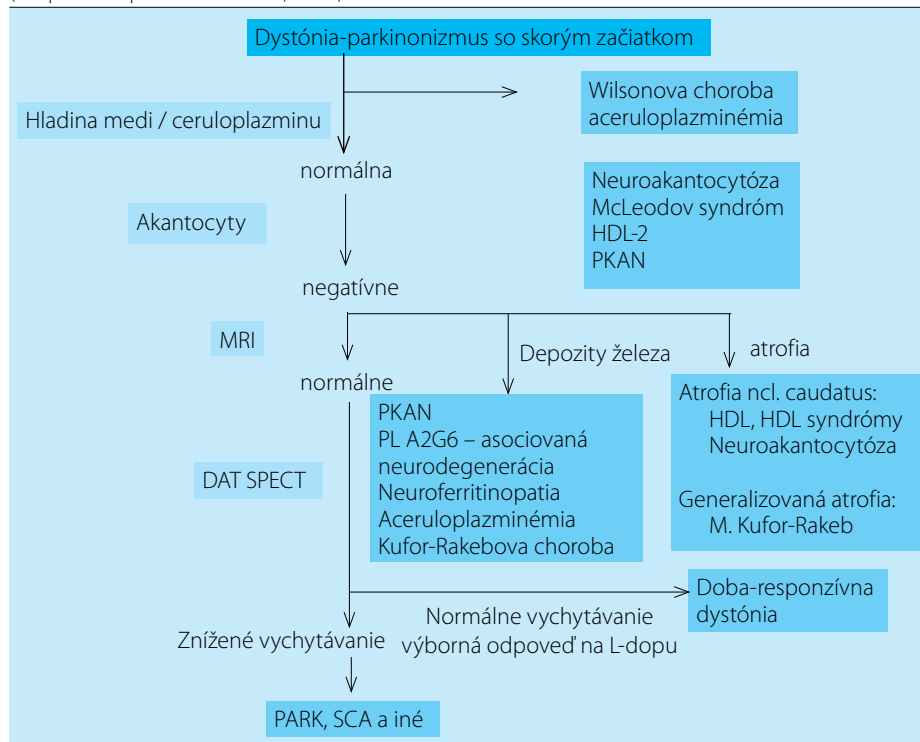 Dystónia-parkinonizmus so skorým začiatkom
Wilsonova choroba
aceruloplazminémia
Hladina medi / ceruloplazminu
normálna
Neuroakantocytóza
McLeodov syndróm
HDL-2
PKAN
Akantocyty
negatívne
MRI
Depozity železa
atrofia
normálne
PKAN
PL A2G6 – asociovaná
neurodegenerácia
Neuroferritinopatia
Aceruloplazminémia
Kufor-Rakebova choroba
Atrofia ncl. caudatus:
HDL, HDL syndrómy
Neuroakantocytóza
Generalizovaná atrofia:
M. Kufor-Rakeb
DAT SPECT
Doba-responzívna
dystónia
Normálne vychytávanie
výborná odpoveď na L-dopu
Znížené vychytávanie
PARK, SCA a iné